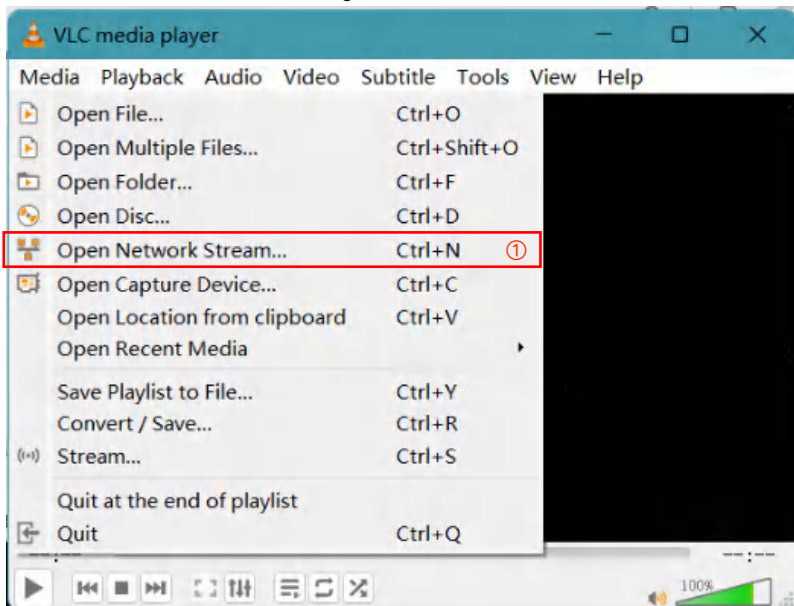 VLC media player
Media Playback Audio Video Subtitle Tools View Help
Open File... Ctrl+O
Open Multiple Files... Ctrl+Shift+O
Open Folder... Ctrl+F
Open Disc... Ctrl+D
Open Network Stream... Ctrl+N ①
Open Capture Device... Ctrl+C
Open Location from clipboard Ctrl+V
Open Recent Media
Save Playlist to File... Ctrl+Y
Convert / Save... Ctrl+R
Stream... Ctrl+S
Quit at the end of playlist
Quit Ctrl+Q
--:-- --:--
100%